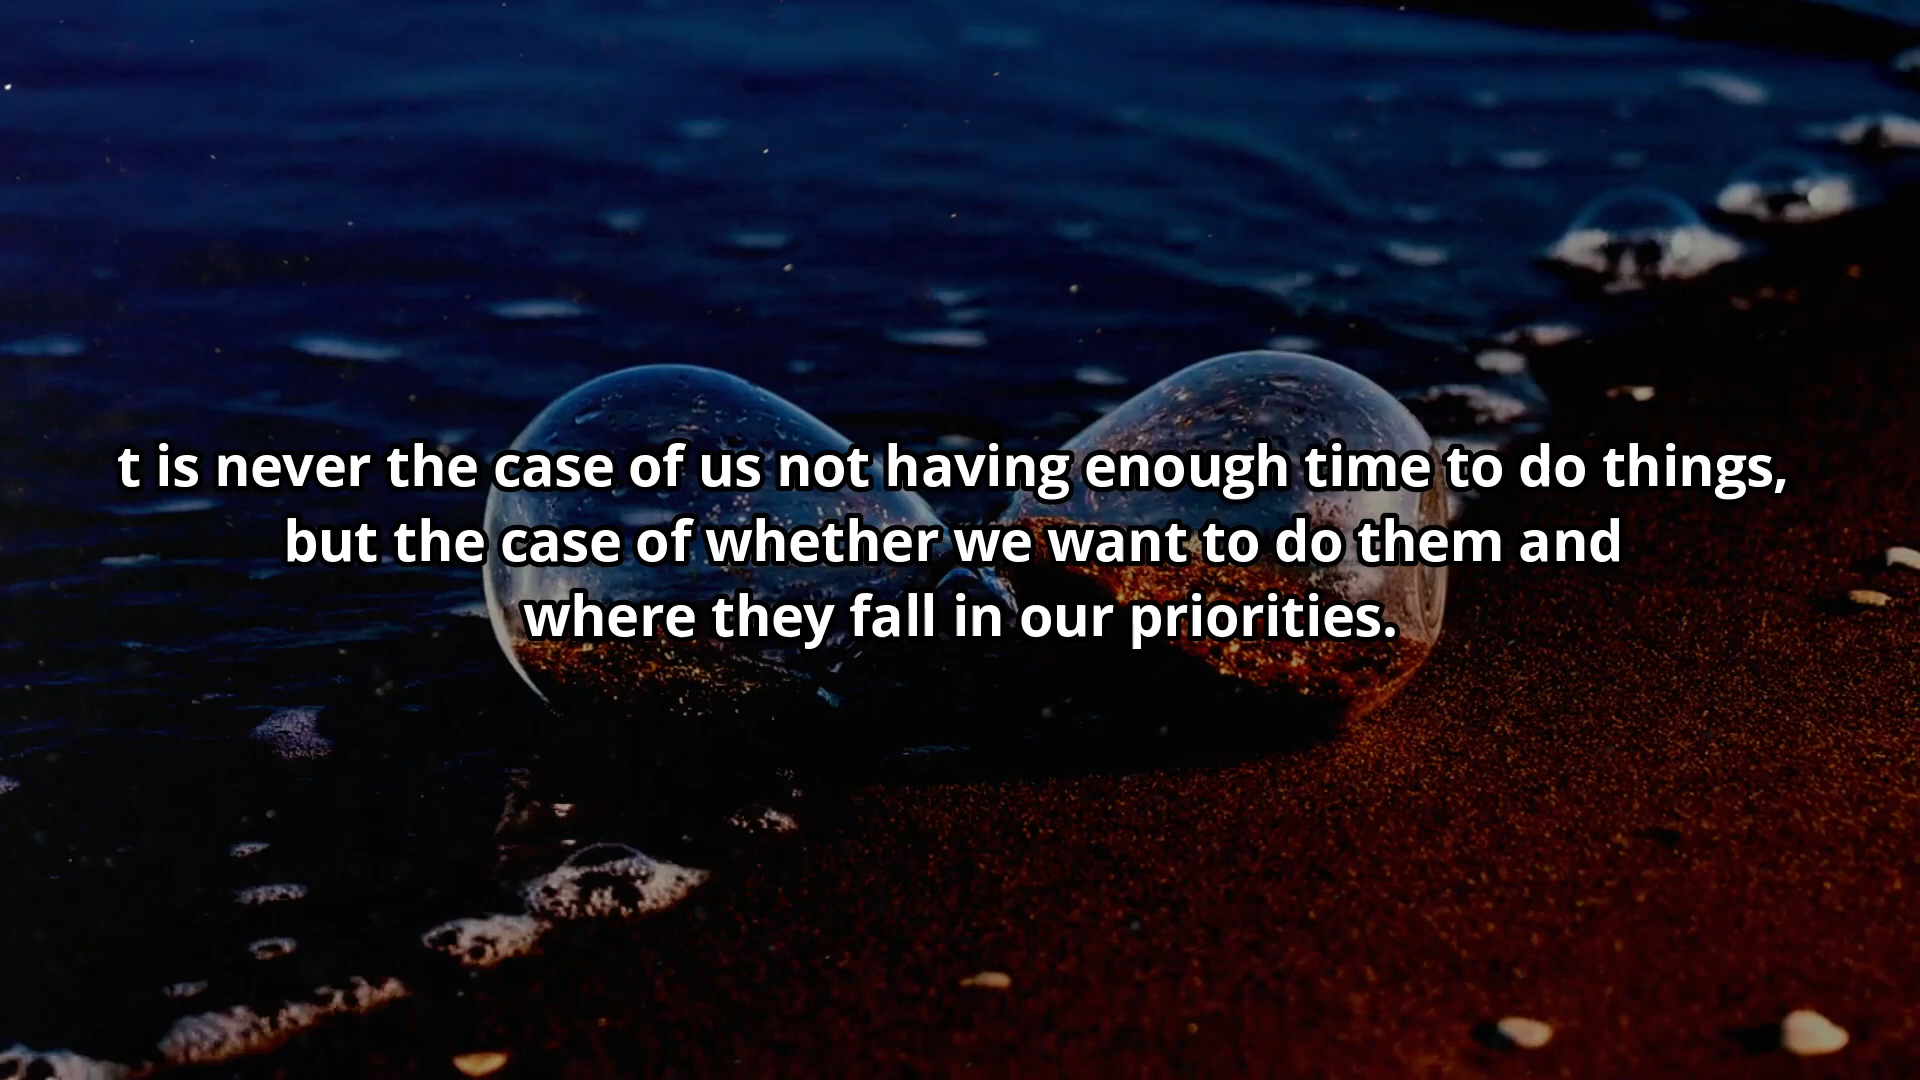 t is never the case of us not having enough time to do things,
but the case of whether we want to do them and
where they fall in our priorities.